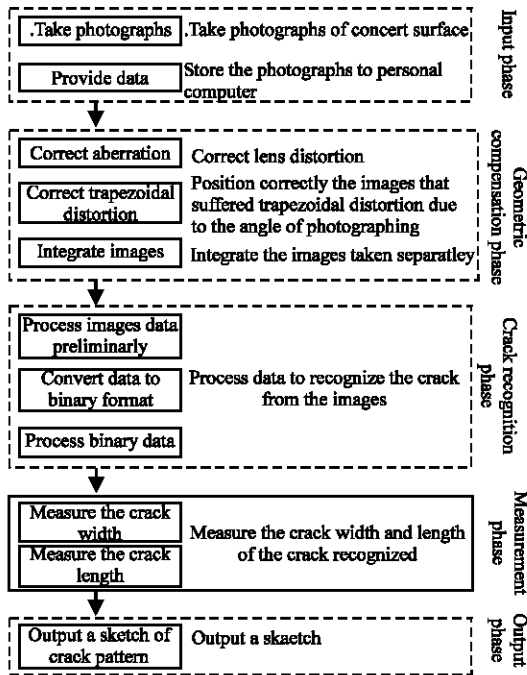 .Take photographs
.Take photographs of concert surface
Provide data
Store the photographs to personal
computer
Input phase
Correct aberration
Correct lens distortion
Correct trapezoidal
distortion
Position correctly the images that
suffered trapezoidal distortion due
to the angle of photographing
Integrate images
Integrate the images taken separatley
Geometric
compensation phase
Process images data
preliminarly
Convert data to
binary format
Process binary data
Process data to recognize the crack
from the images
Crack recognition
phase
Measure the crack
width
Measure the crack
length
Measure the crack width and length
of the crack recognized
Measurement
phase
Output a sketch of
crack pattern
Output a skaetch
Output
phase